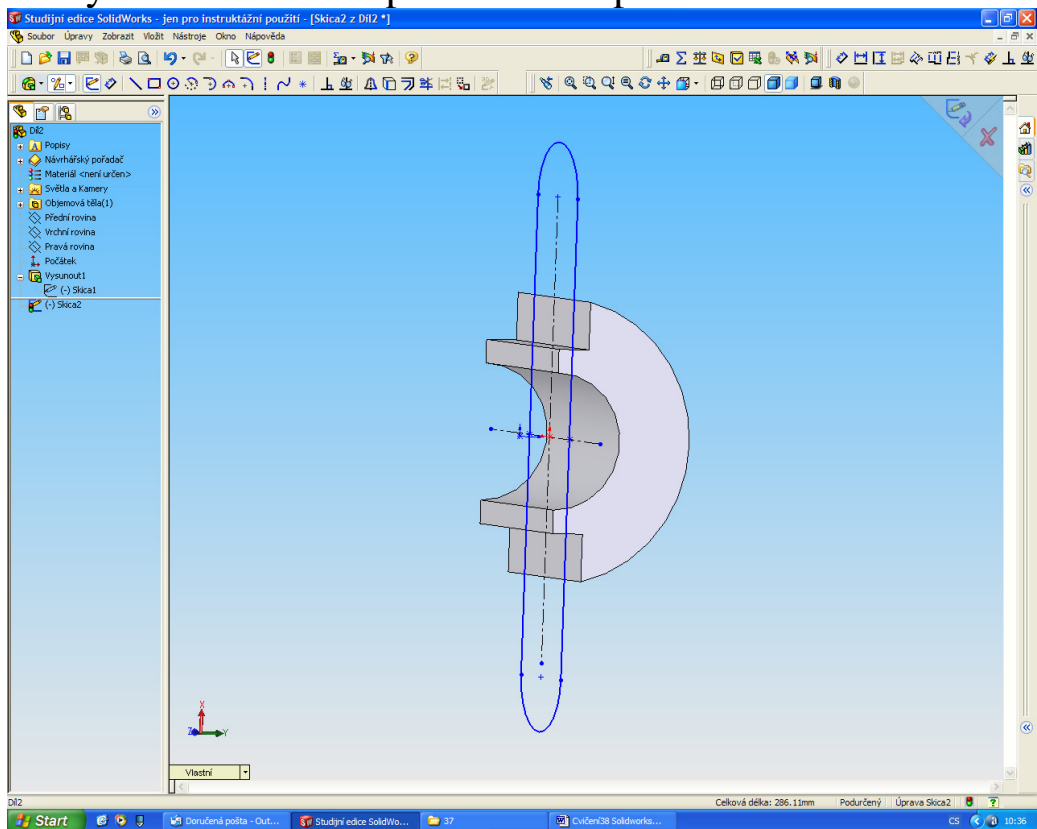 Studijní edice SolidWorks - jen pro instruktážní použití - [Skica2 z Díl2 *]
Soubor Úpravy Zobrazit Vložit Nástroje Okno Nápověda
Díl2
Popisy
Návrhářský pořadač
Materiál <není určen>
Světla a Kamery
Objemová těla(1)
Přední rovina
Vrchní rovina
Pravá rovina
Počátek
Vysunout1
(-) Skica1
(-) Skica2
X
Z
Y
Vlastní
Díl2
Celková délka: 286.11mm Podurčený Úprava Skica2
Start Doručená pošta - Out... Studijní edice SolidWo... 37 Cvičení38 Solidworks... CS 10:36